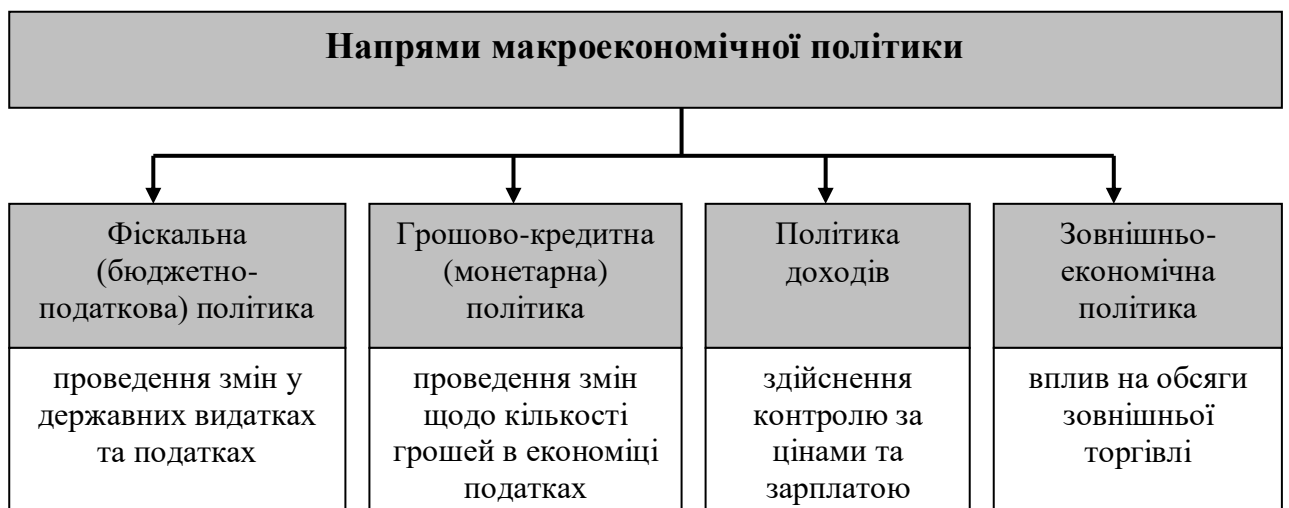 Напрями макроекономічної політики
Фіскальна
(бюджетно-
податкова) політика
проведення змін у
державних видатках
та податках
Грошово-кредитна
(монетарна)
політика
проведення змін
щодо кількості
грошей в економіці
податках
Політика
доходів
здійснення
контролю за
цінами та
зарплатою
Зовнішньо-
економічна
політика
вплив на обсяги
зовнішньої
торгівлі